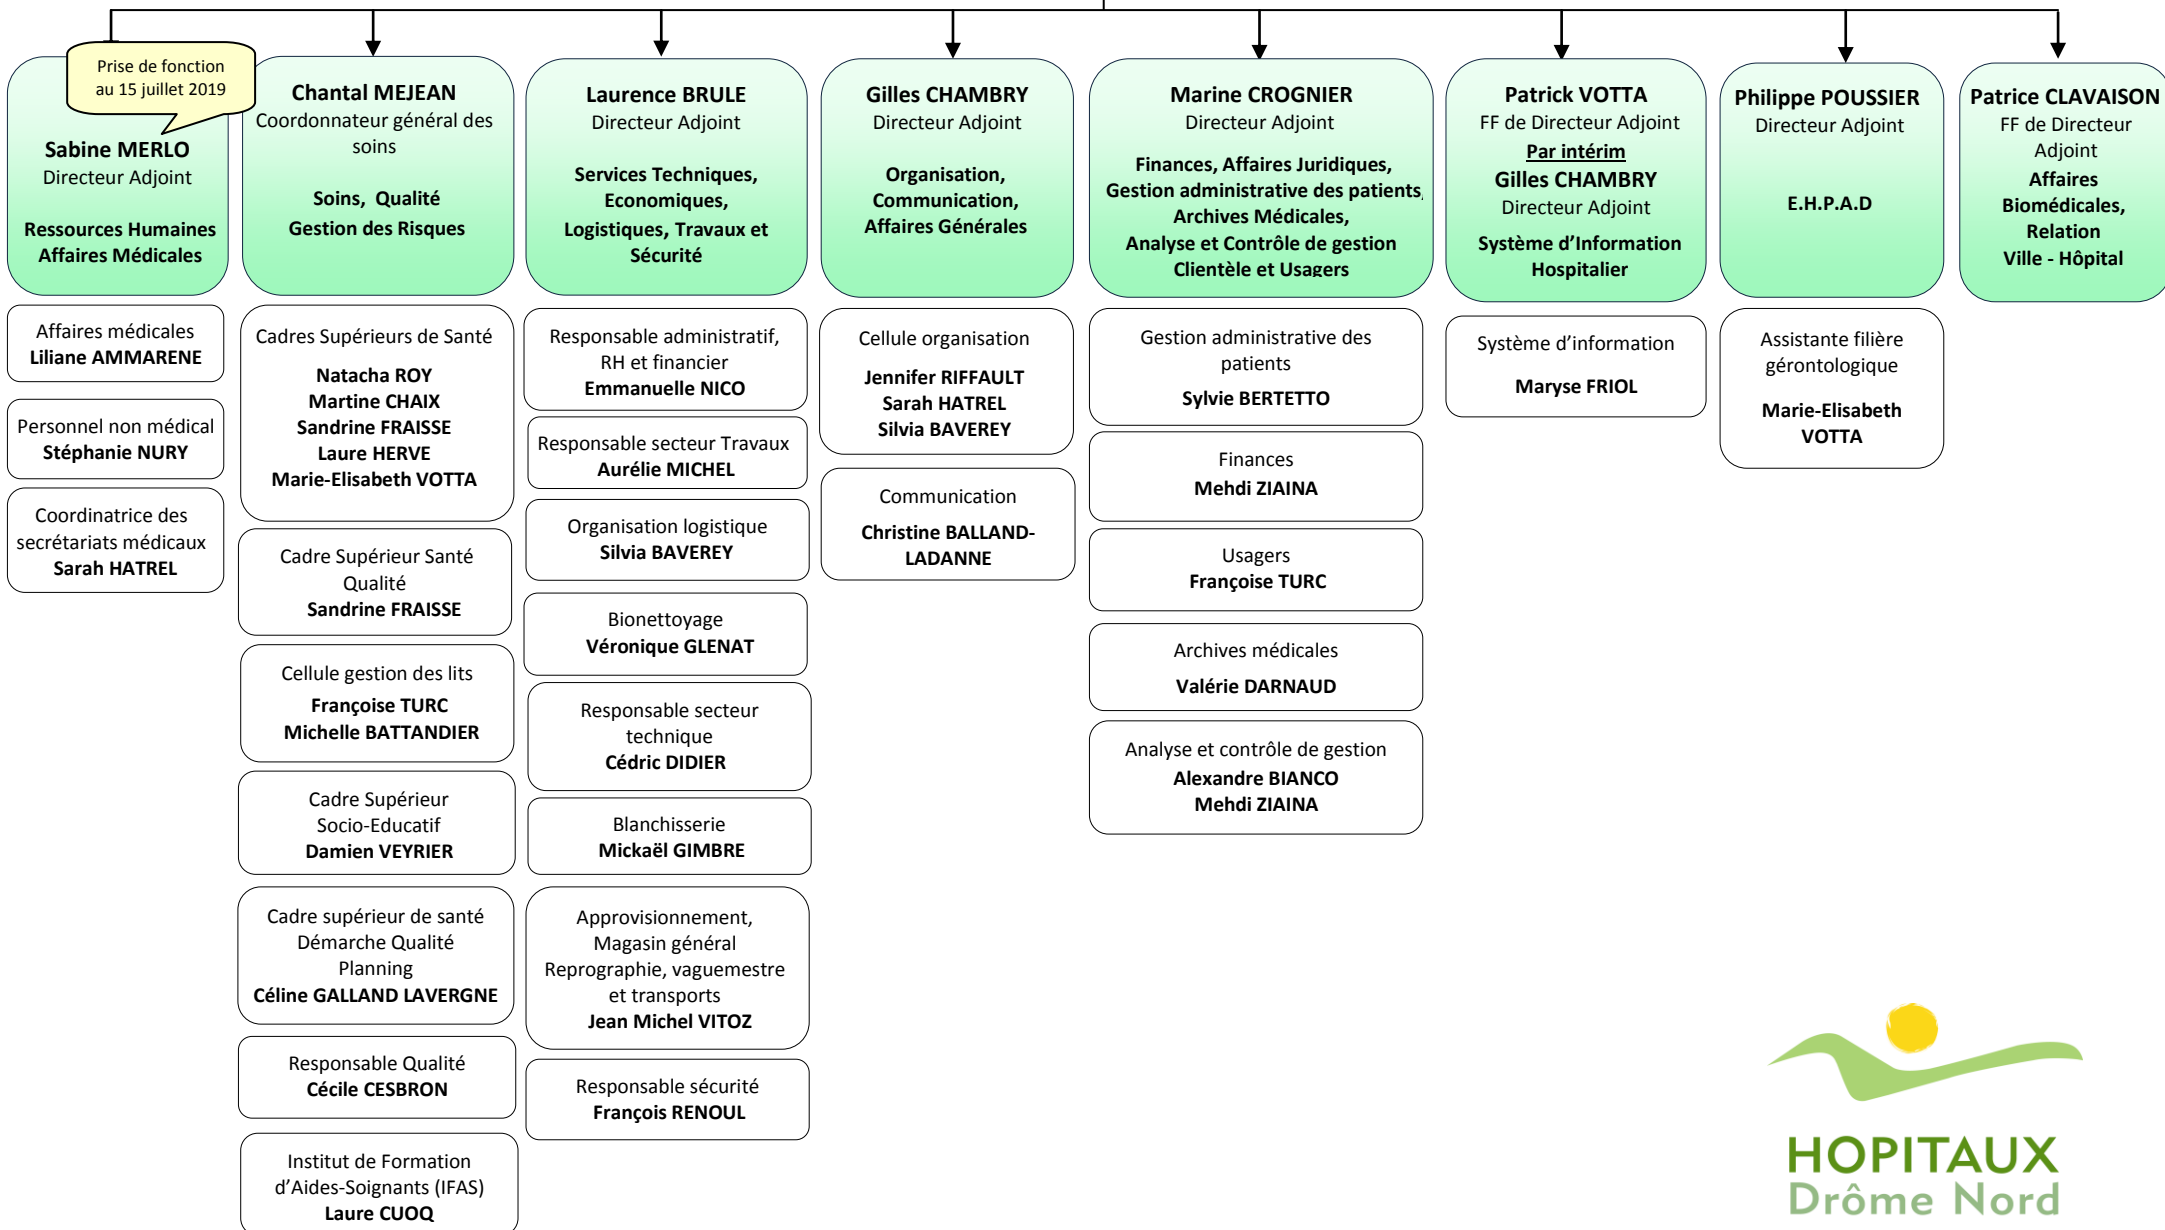 Prise de fonction
au 15 juillet 2019
Sabine MERLO
Directeur Adjoint
Ressources Humaines
Affaires Médicales
Affaires médicales
Liliane AMMARENE
Personnel non médical
Stéphanie NURY
Coordinatrice des
secrétariats médicaux
Sarah HATREL
Chantal MEJEAN
Coordonnateur général des
soins
Soins, Qualité
Gestion des Risques
Cadres Supérieurs de Santé
Natacha ROY
Martine CHAIX
Sandrine FRAISSE
Laure HERVE
Marie-Elisabeth VOTTA
Cadre Supérieur Santé
Qualité
Sandrine FRAISSE
Cellule gestion des lits
Françoise TURC
Michelle BATTANDIER
Cadre Supérieur
Socio-Educatif
Damien VEYRIER
Cadre supérieur de santé
Démarche Qualité
Planning
Céline GALLAND LAVERGNE
Responsable Qualité
Cécile CESBRON
Institut de Formation
d'Aides-Soignants (IFAS)
Laure CUOQ
Laurence BRULE
Directeur Adjoint
Services Techniques,
Economiques,
Logistiques, Travaux et
Sécurité
Responsable administratif,
RH et financier
Emmanuelle NICO
Responsable secteur Travaux
Aurélie MICHEL
Organisation logistique
Silvia BAVEREY
Bionettoyage
Véronique GLENAT
Responsable secteur
technique
Cédric DIDIER
Blanchisserie
Mickaël GIMBRE
Approvisionnement,
Magasin général
Reprographie, vaguemestre
et transports
Jean Michel VITOZ
Responsable sécurité
François RENOUL
Gilles CHAMBRY
Directeur Adjoint
Organisation,
Communication,
Affaires Générales
Cellule organisation
Jennifer RIFFAULT
Sarah HATREL
Silvia BAVEREY
Communication
Christine BALLAND-
LADANNE
Marine CROGNIER
Directeur Adjoint
Finances, Affaires Juridiques,
Gestion administrative des patients,
Archives Médicales,
Analyse et Contrôle de gestion
Clientèle et Usagers
Gestion administrative des
patients
Sylvie BERTETTO
Finances
Mehdi ZIAINA
Usagers
Françoise TURC
Archives médicales
Valérie DARNAUD
Analyse et contrôle de gestion
Alexandre BIANCO
Mehdi ZIAINA
Patrick VOTTA
FF de Directeur Adjoint
Par intérim
Gilles CHAMBRY
Directeur Adjoint
Système d'Information
Hospitalier
Système d'information
Maryse FRIOL
Philippe POUSSIER
Directeur Adjoint
E.H.P.A.D
Assistante filière
gérontologique
Marie-Elisabeth
VOTTA
Patrice CLAVAISON
FF de Directeur
Adjoint
Affaires
Biomédicales,
Relation
Ville - Hôpital
HOPITAUX
Drôme Nord